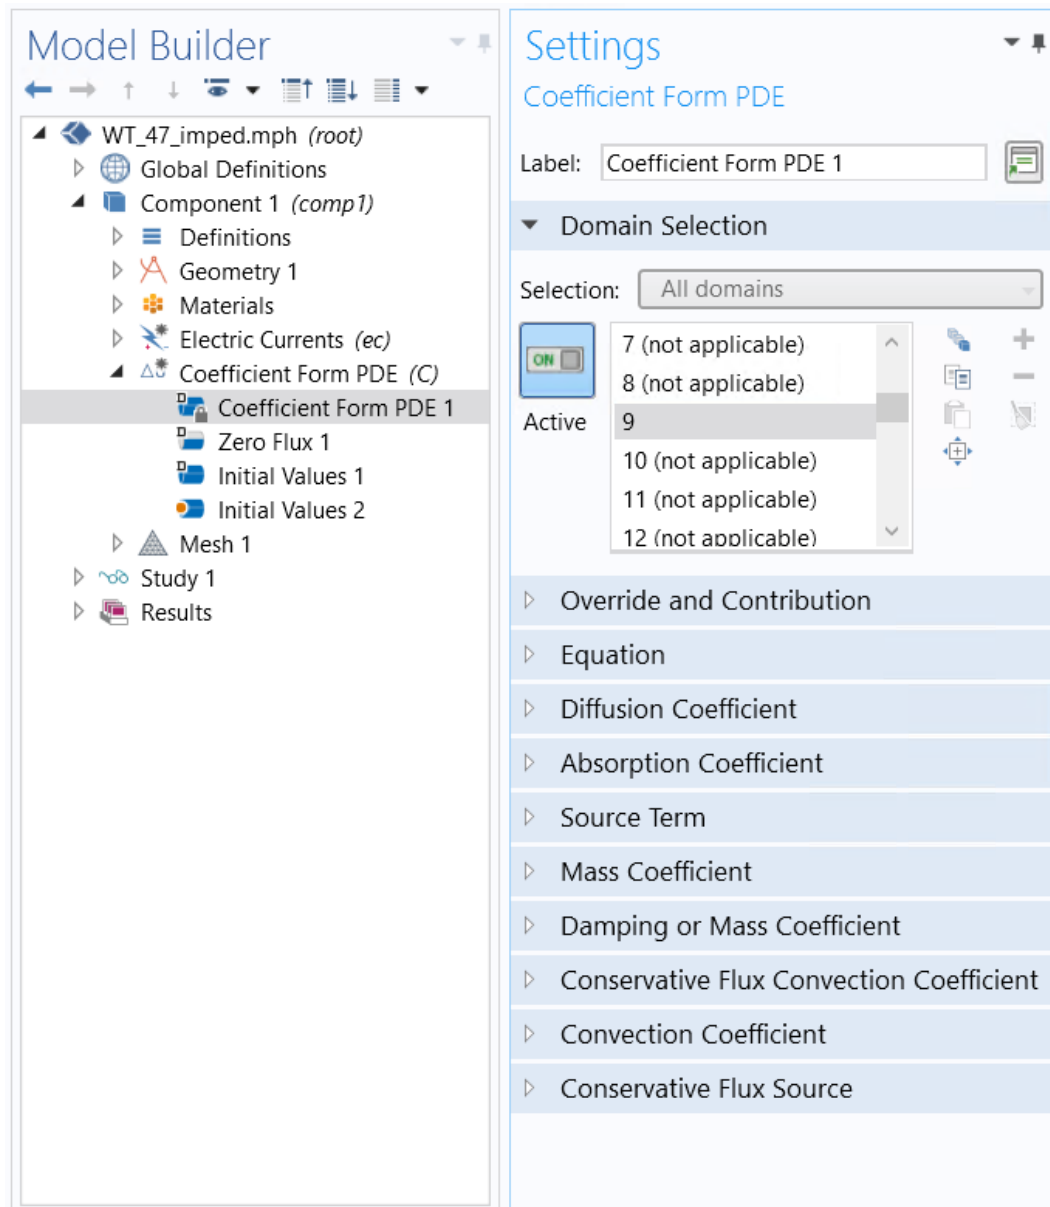 Model Builder
WT_47_imped.mph (root)
Global Definitions
Component 1 (comp1)
Definitions
Geometry 1
Materials
Electric Currents (ec)
Coefficient Form PDE (C)
Coefficient Form PDE 1
Zero Flux 1
Initial Values 1
Initial Values 2
Mesh 1
Study 1
Results
Settings
Coefficient Form PDE
Label: Coefficient Form PDE 1
Domain Selection
Selection: All domains
ON
Active
7 (not applicable)
8 (not applicable)
9
10 (not applicable)
11 (not applicable)
12 (not applicable)
Override and Contribution
Equation
Diffusion Coefficient
Absorption Coefficient
Source Term
Mass Coefficient
Damping or Mass Coefficient
Conservative Flux Convection Coefficient
Convection Coefficient
Conservative Flux Source